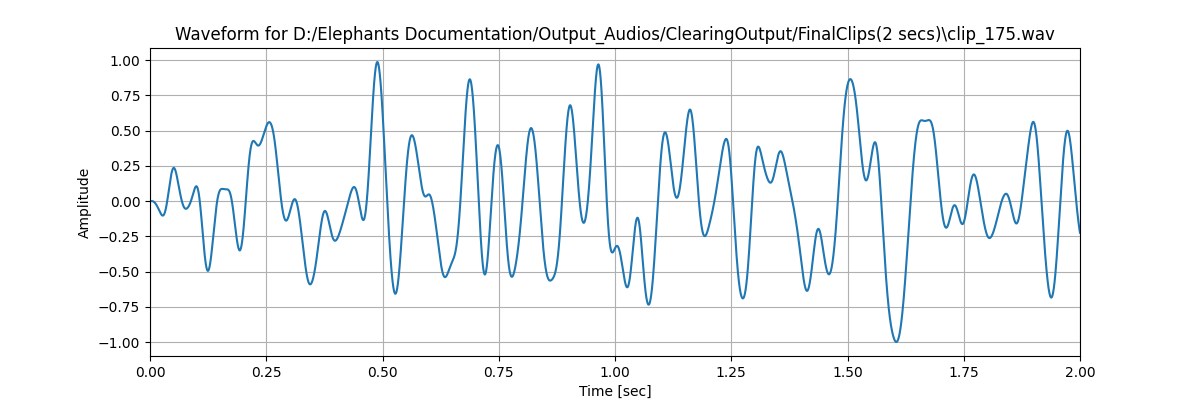 Waveform for D:/Elephants Documentation/Output_Audios/ClearingOutput/FinalClips(2 secs)\clip_175.wav
1.00
0.75
0.50
0.25
0.00
−0.25
−0.50
−0.75
−1.00
Amplitude
0.00 0.25 0.50 0.75 1.00 1.25 1.50 1.75 2.00
Time [sec]